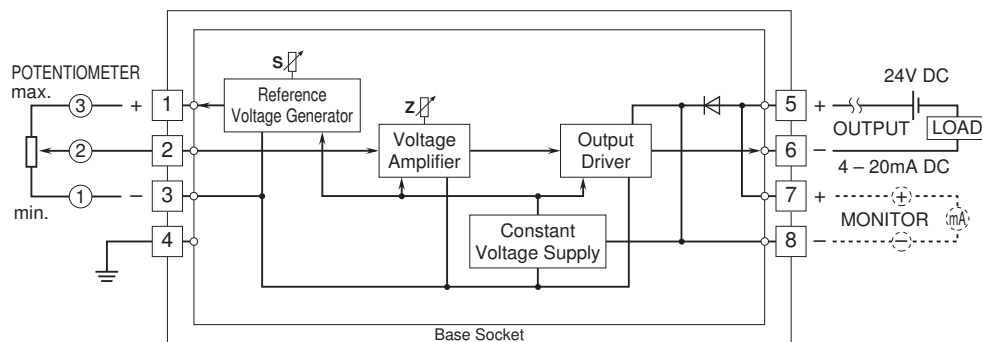 POTENTIOMETER
max.
3 + 1
2 2
1 − 3
min.
4
S
Reference
Voltage Generator
Z
Voltage
Amplifier
Output
Driver
Constant
Voltage Supply
Base Socket
24V DC
5 +
OUTPUT LOAD
6 −
4 – 20mA DC
7 + +
MONITOR mA
8 − −